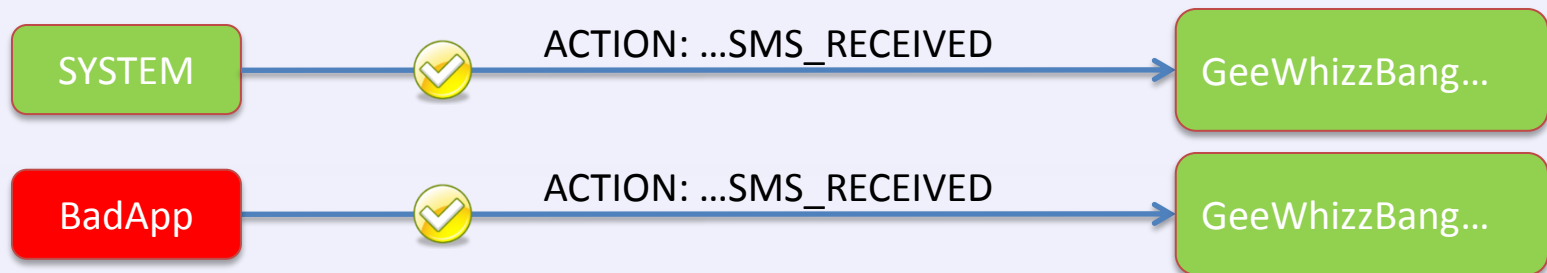 SYSTEM
ACTION: …SMS_RECEIVED
GeeWhizzBang…
BadApp
ACTION: …SMS_RECEIVED
GeeWhizzBang…